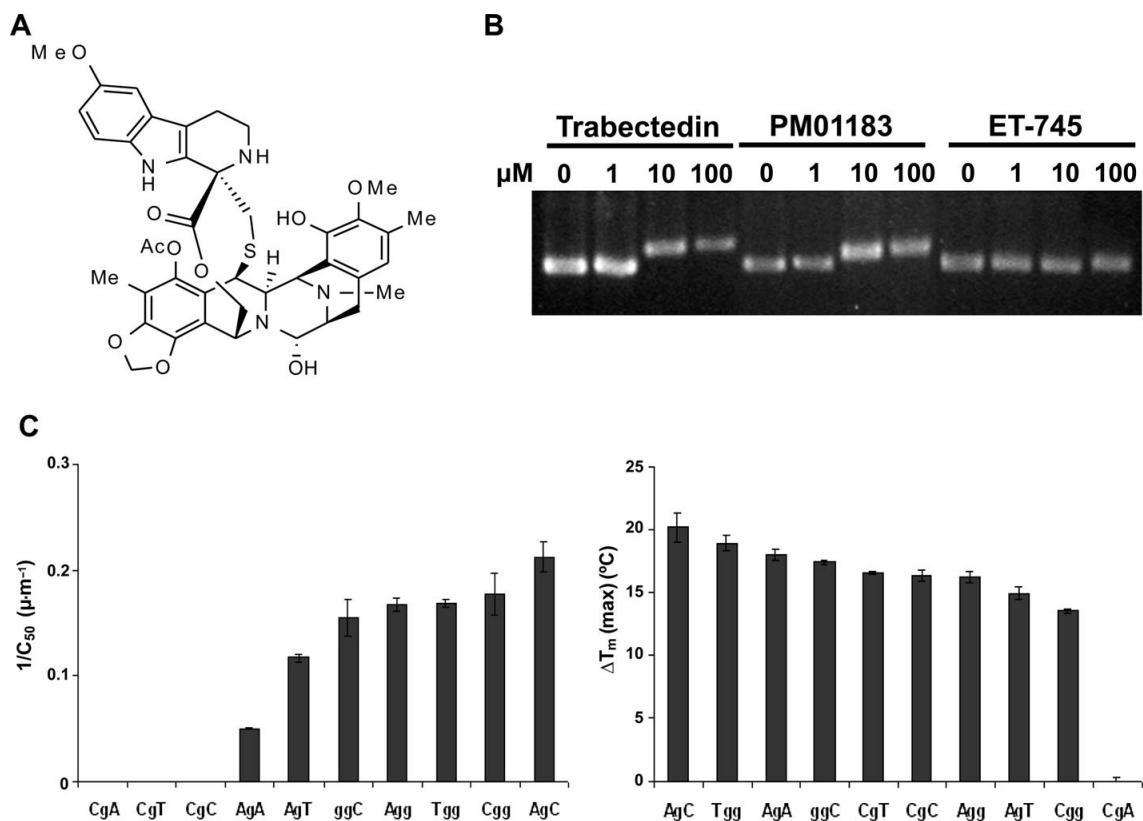 A
MeO
NH
N
H
O
O
S
H
HO
OMe
Me
AcO
Me
N
Me
N
O
O
OH
B
Trabectedin PM01183 ET-745
µM 0 1 10 100 0 1 10 100 0 1 10 100
C
1/C50 (µ·m⁻¹)
0.3
0.2
0.1
0
CgA CgT CgC AgA AgT ggC Agg Tgg Cgg AgC
ΔTm (max) (ºC)
25
20
15
10
5
0
AgC Tgg AgA ggC CgT CgC Agg AgT Cgg CgA